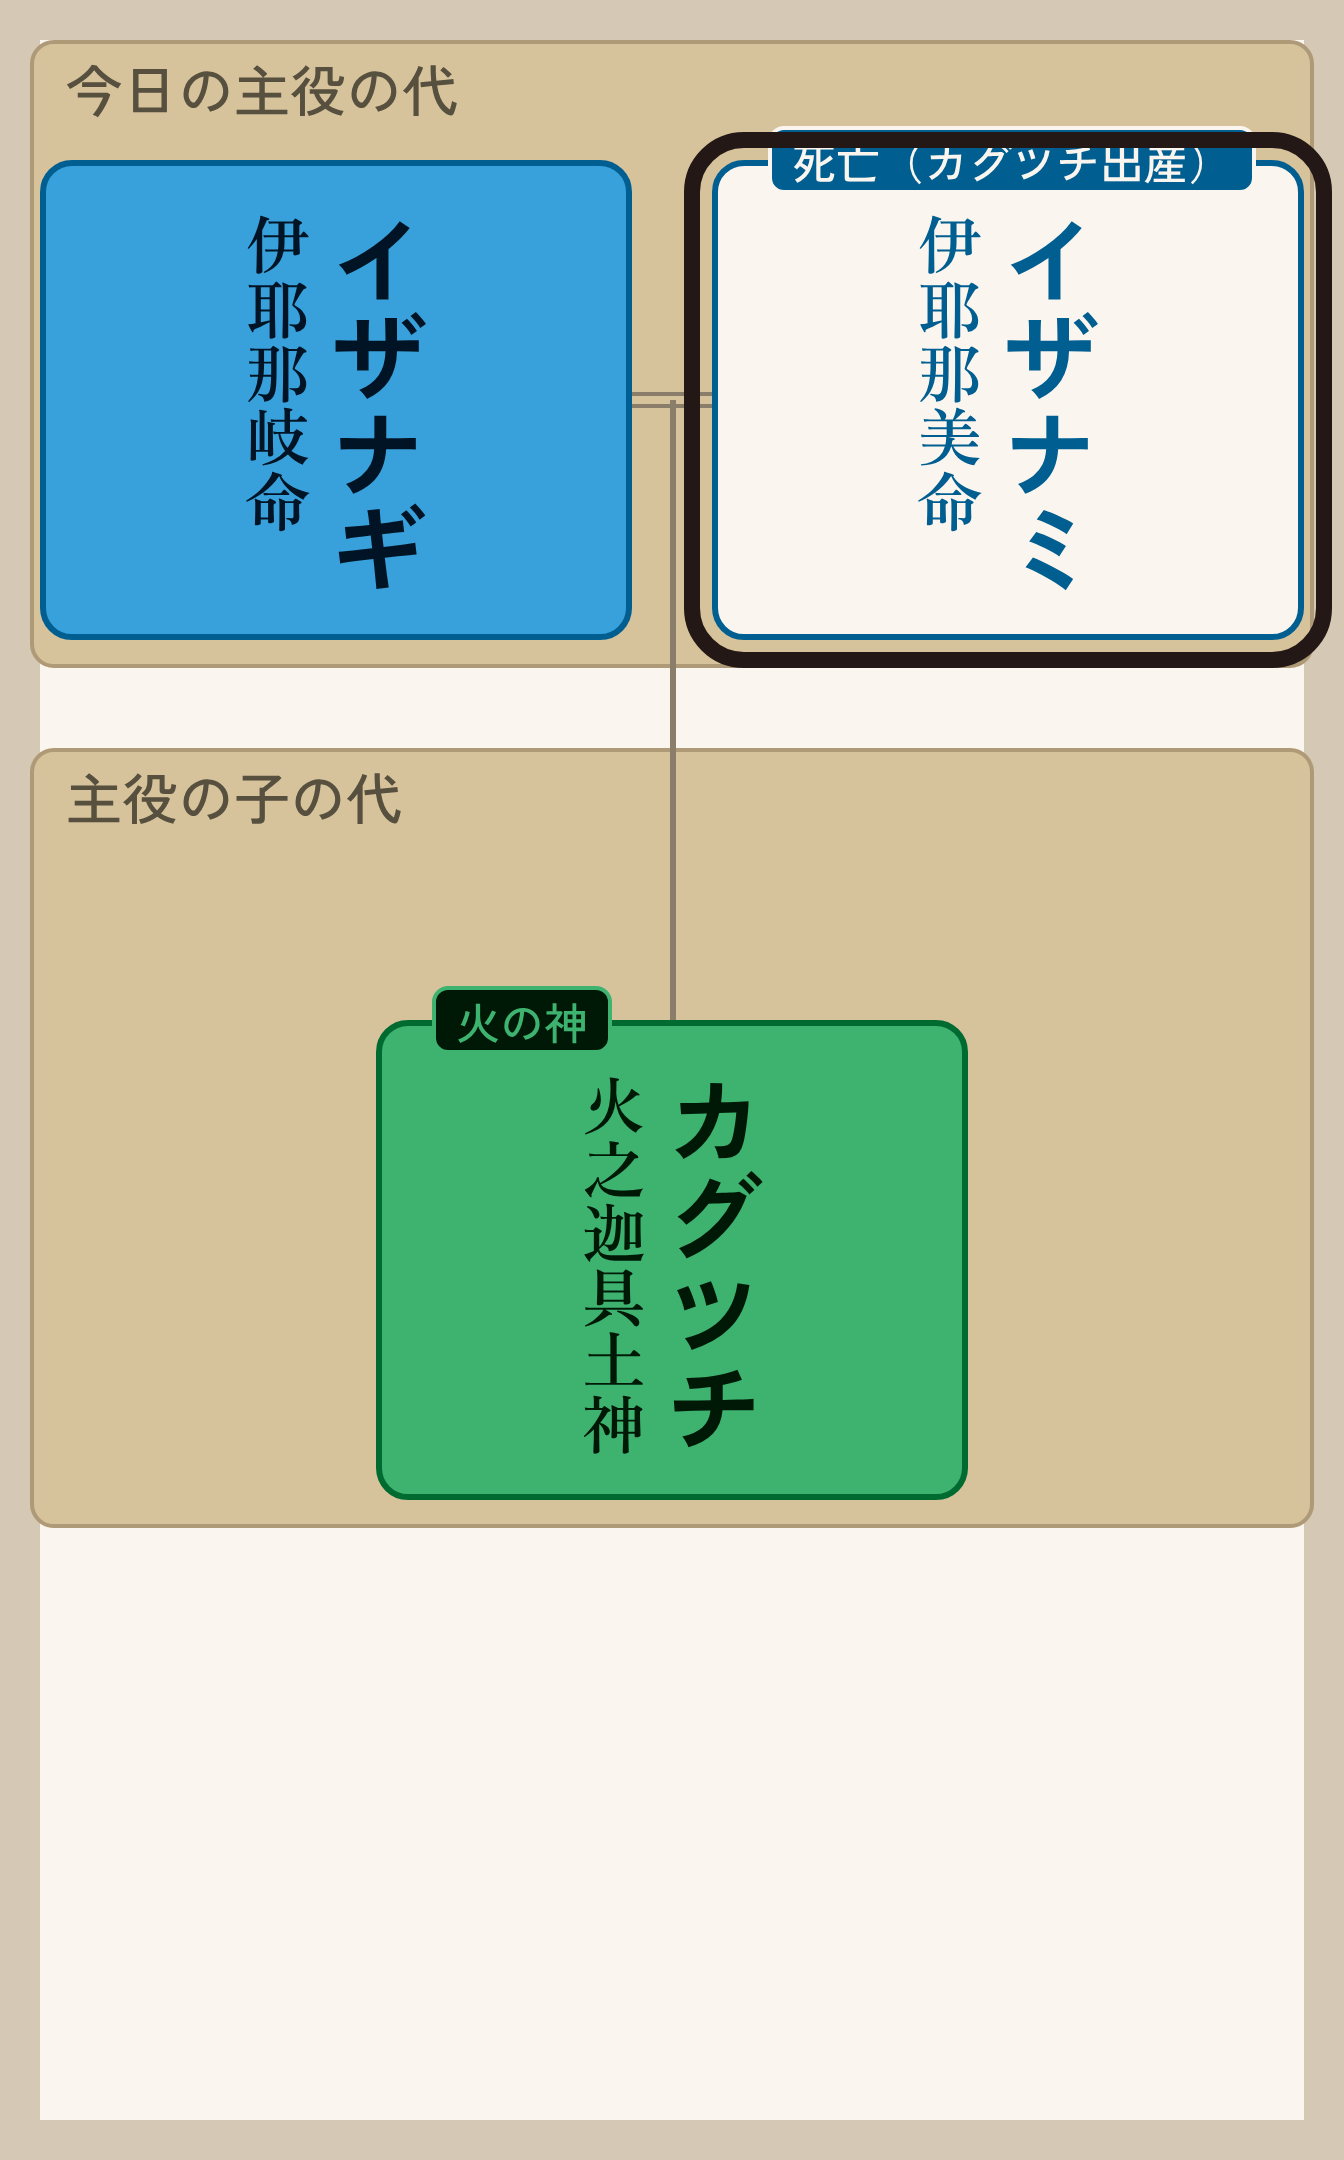 今日の主役の代
死亡（カグツチ出産）
イザナミ
伊耶那美命
イザナギ
伊耶那岐命
主役の子の代
火の神
カグツチ
火之迦具土神